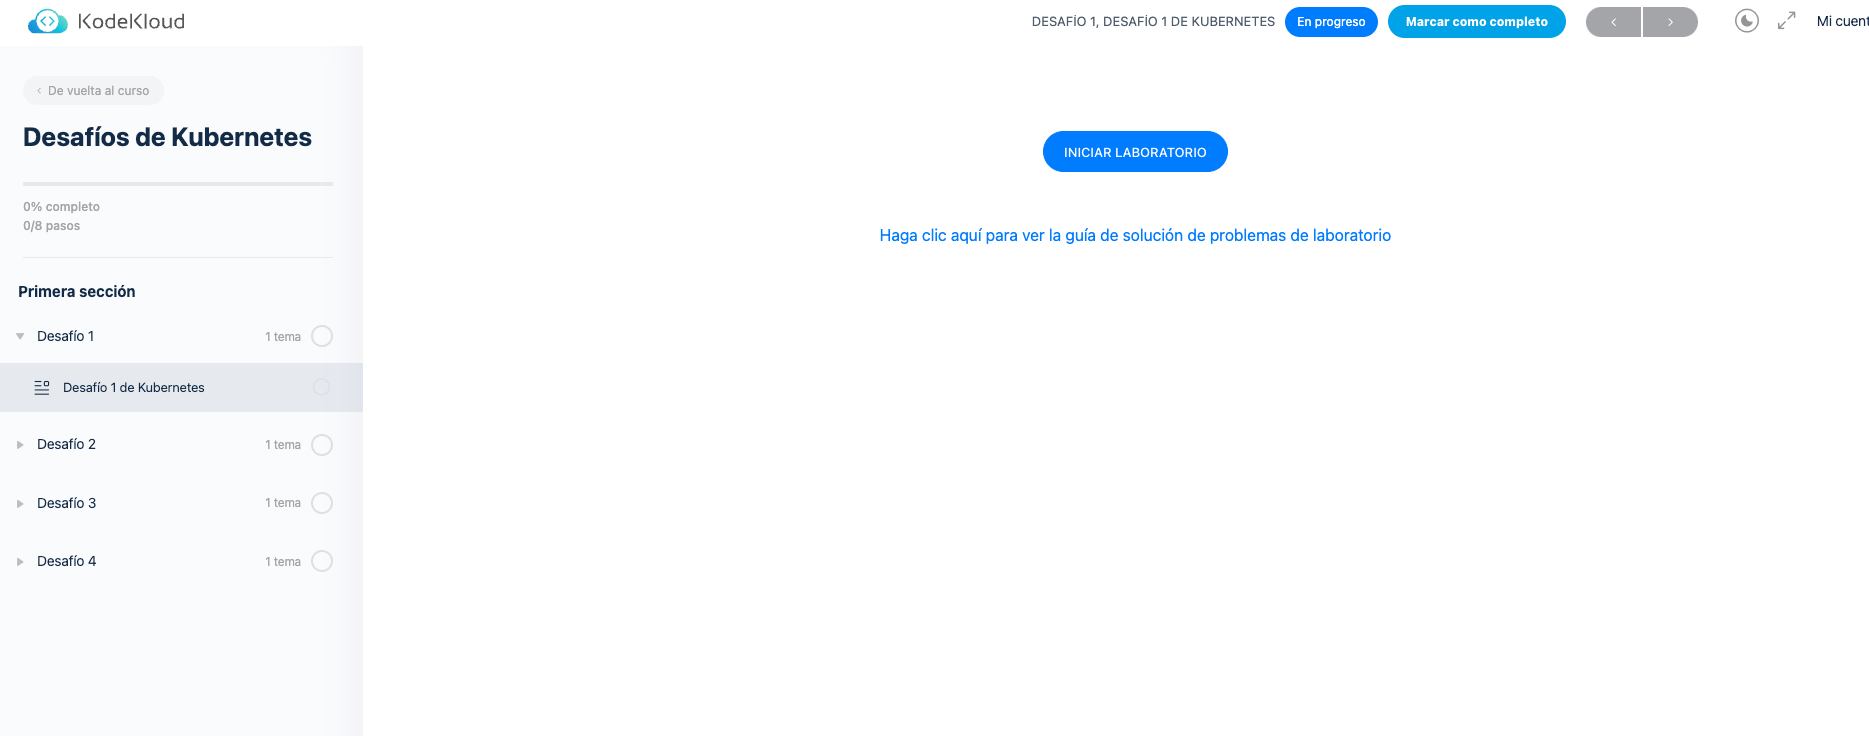 KodeKloud
DESAFÍO 1, DESAFÍO 1 DE KUBERNETES
En progreso
Marcar como completo
Mi cuent
De vuelta al curso
Desafíos de Kubernetes
0% completo
0/8 pasos
Primera sección
Desafío 1
1 tema
Desafío 1 de Kubernetes
Desafío 2
1 tema
Desafío 3
1 tema
Desafío 4
1 tema
INICIAR LABORATORIO
Haga clic aquí para ver la guía de solución de problemas de laboratorio